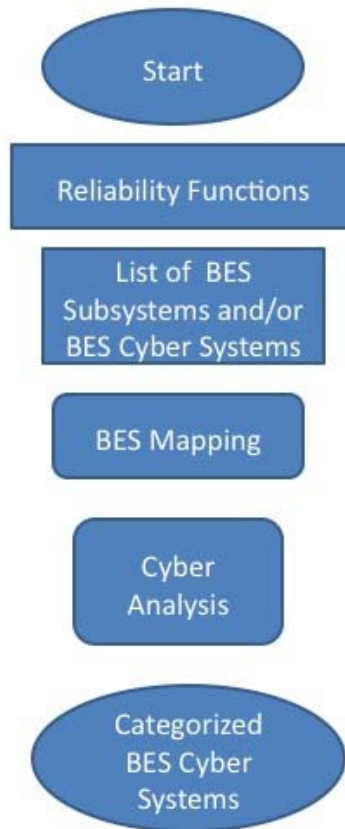 Start
Reliability Functions
List of BES
Subsystems and/or
BES Cyber Systems
BES Mapping
Cyber
Analysis
Categorized
BES Cyber
Systems